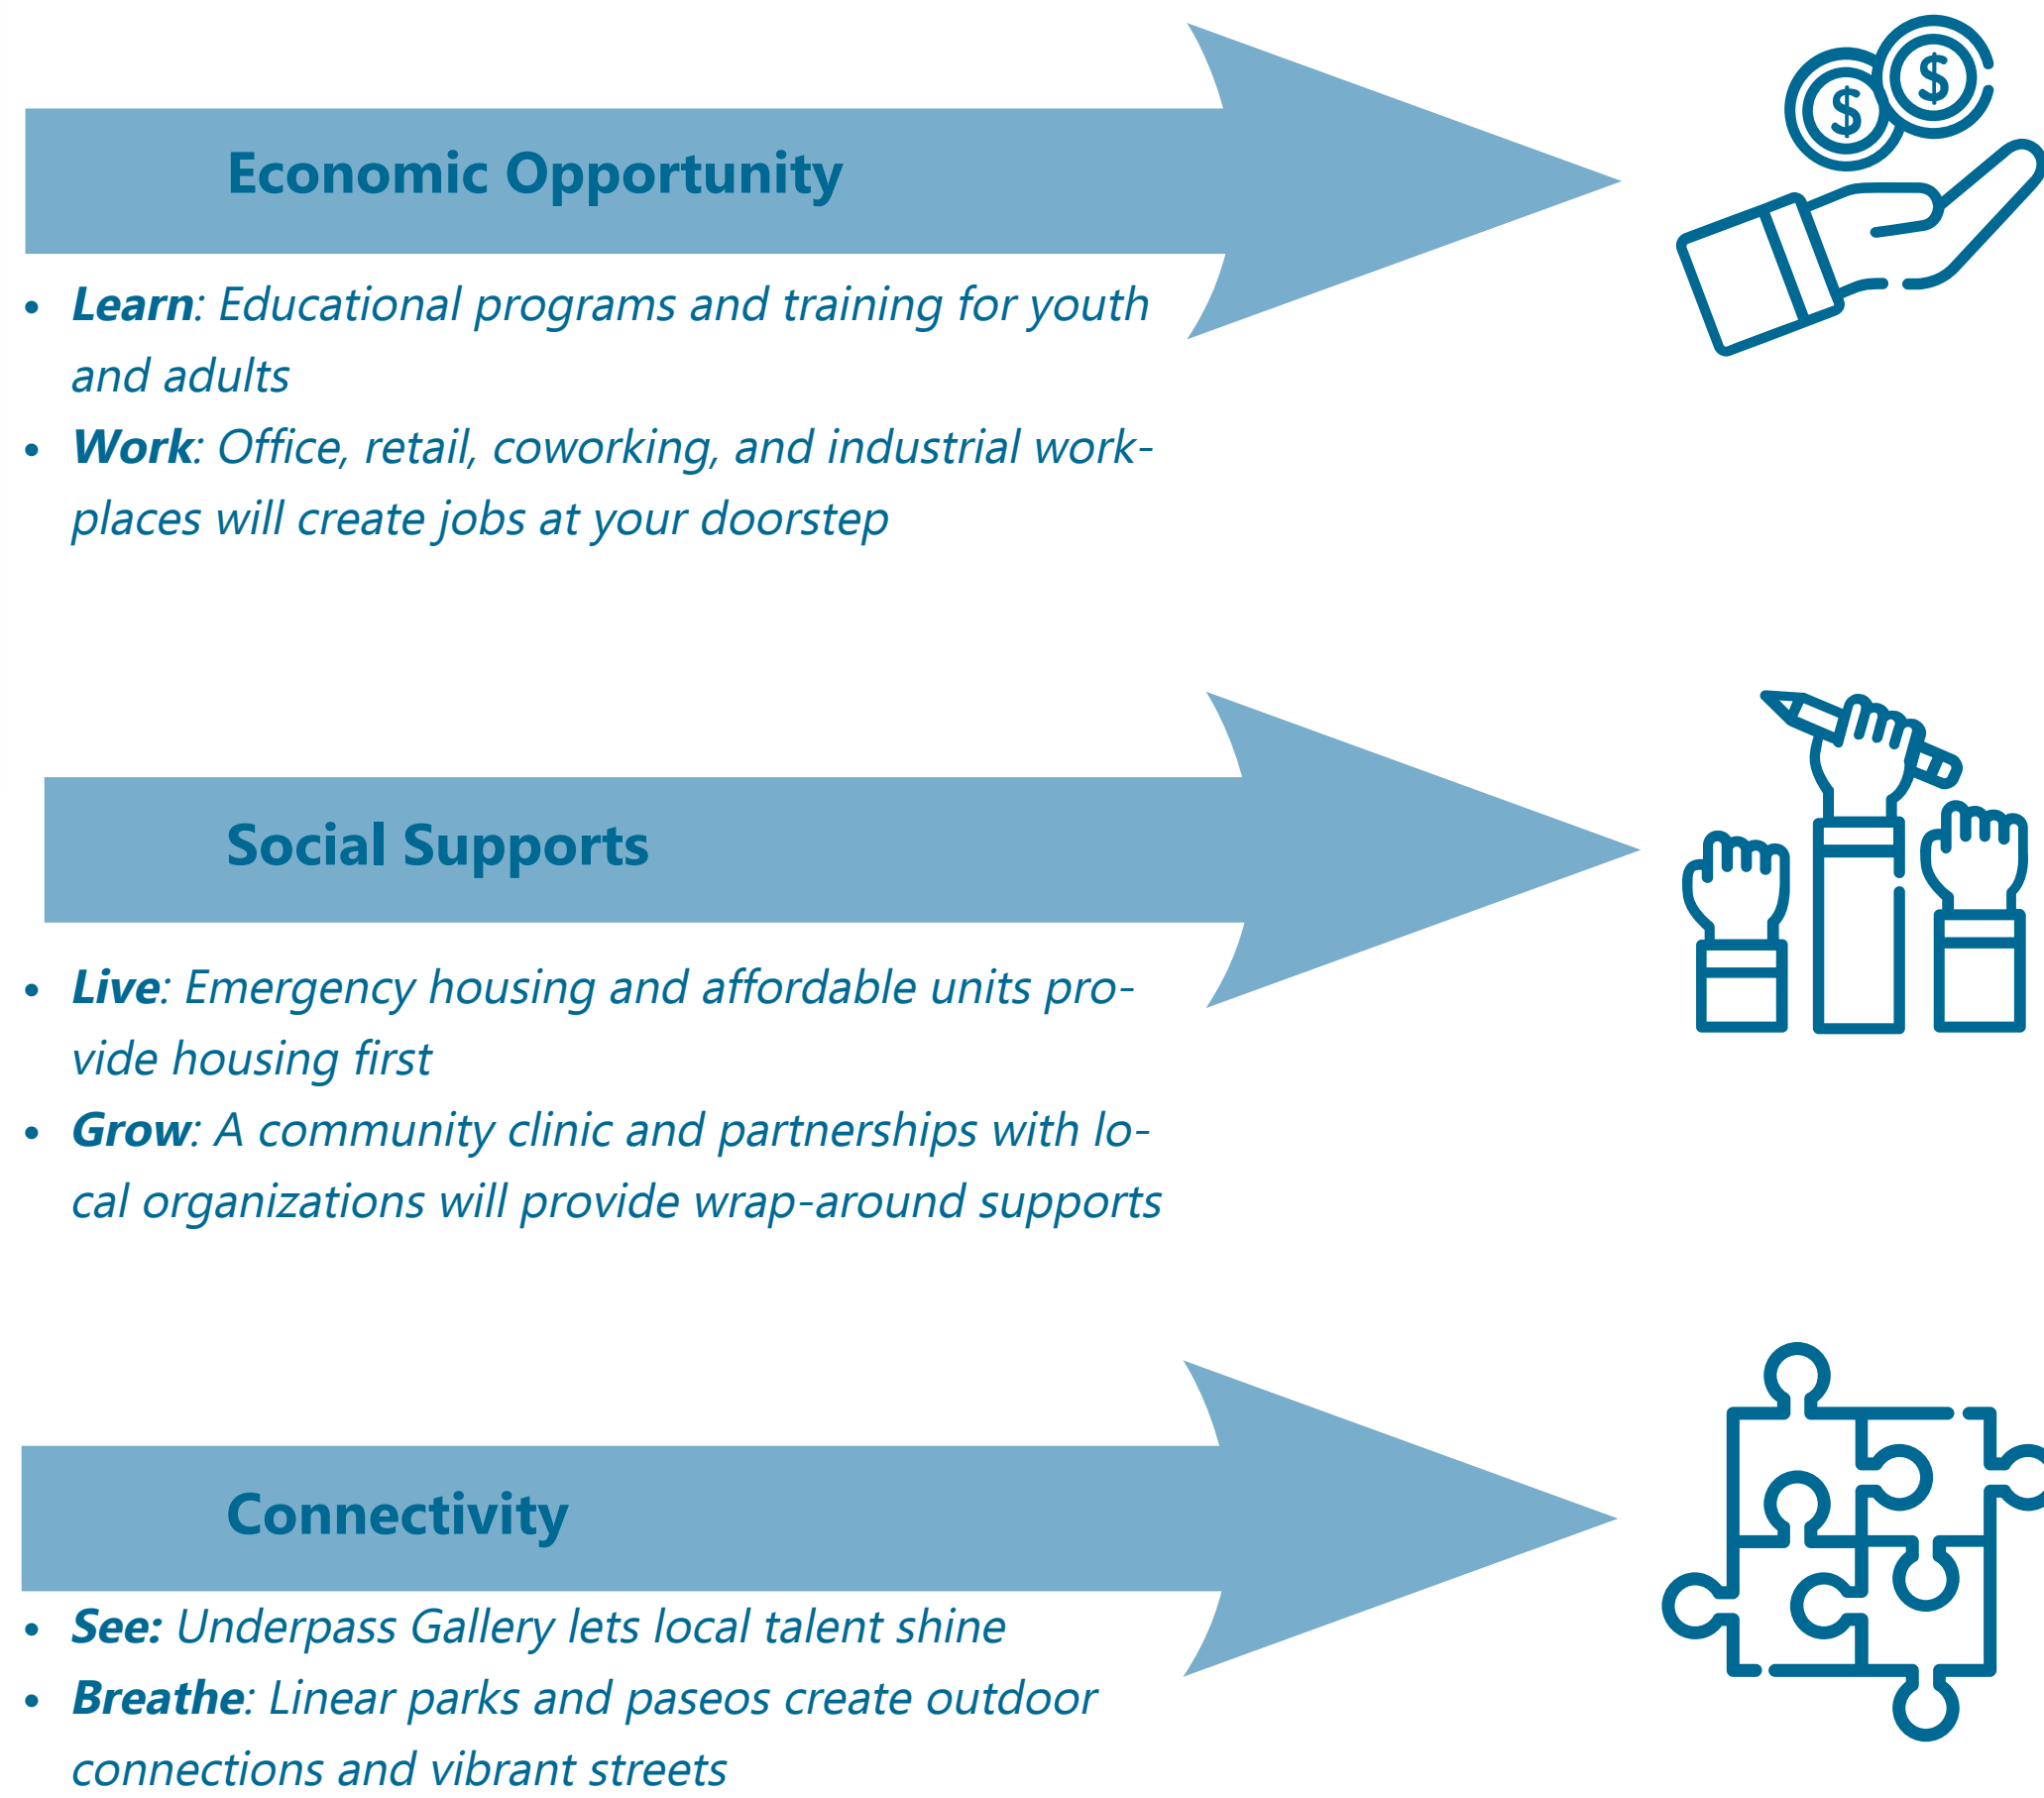 Economic Opportunity
$ $
• Learn: Educational programs and training for youth
and adults
• Work: Office, retail, coworking, and industrial work-
places will create jobs at your doorstep
Social Supports
• Live: Emergency housing and affordable units pro-
vide housing first
• Grow: A community clinic and partnerships with lo-
cal organizations will provide wrap-around supports
Connectivity
• See: Underpass Gallery lets local talent shine
• Breathe: Linear parks and paseos create outdoor
connections and vibrant streets